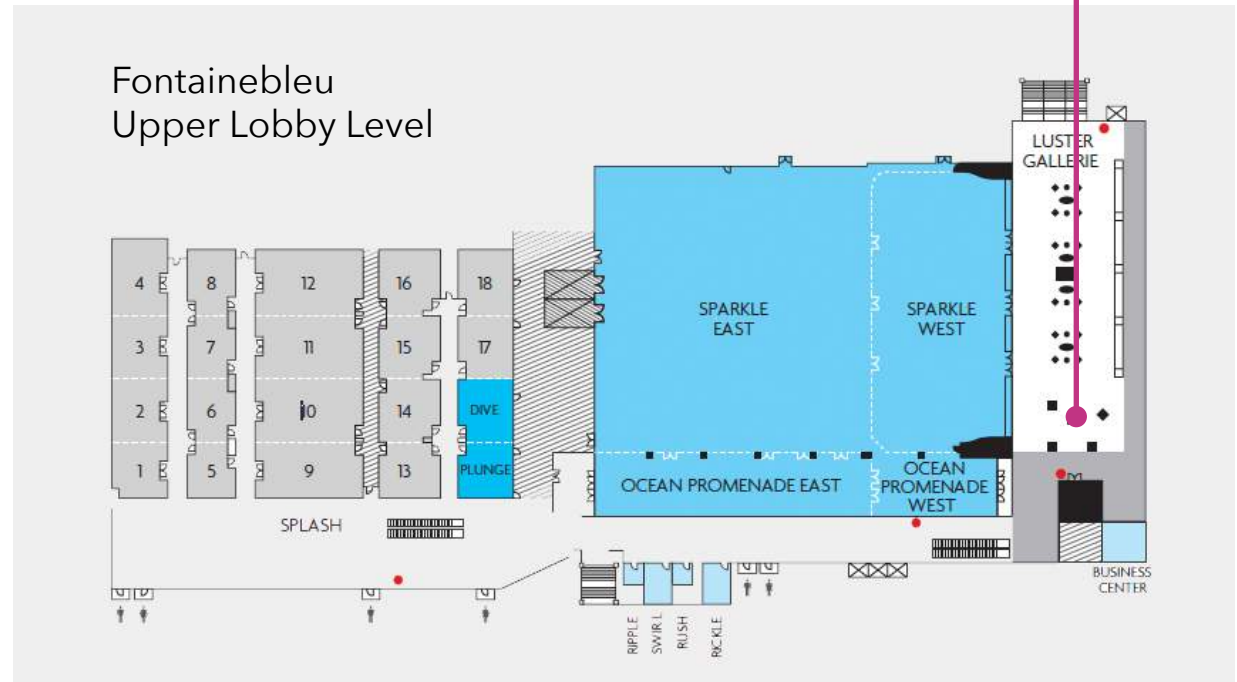 Fontainebleu
Upper Lobby Level
LUSTER
GALLERIE
4
8
12
16
18
SPARKLE
EAST
SPARKLE
WEST
3
7
11
15
17
2
6
10
14
DIVE
1
5
9
13
PLUNGE
OCEAN PROMENADE EAST
OCEAN
PROMENADE
WEST
SPLASH
BUSINESS
CENTER
RIPPLE
SWIRL
RUSH
RICKLE